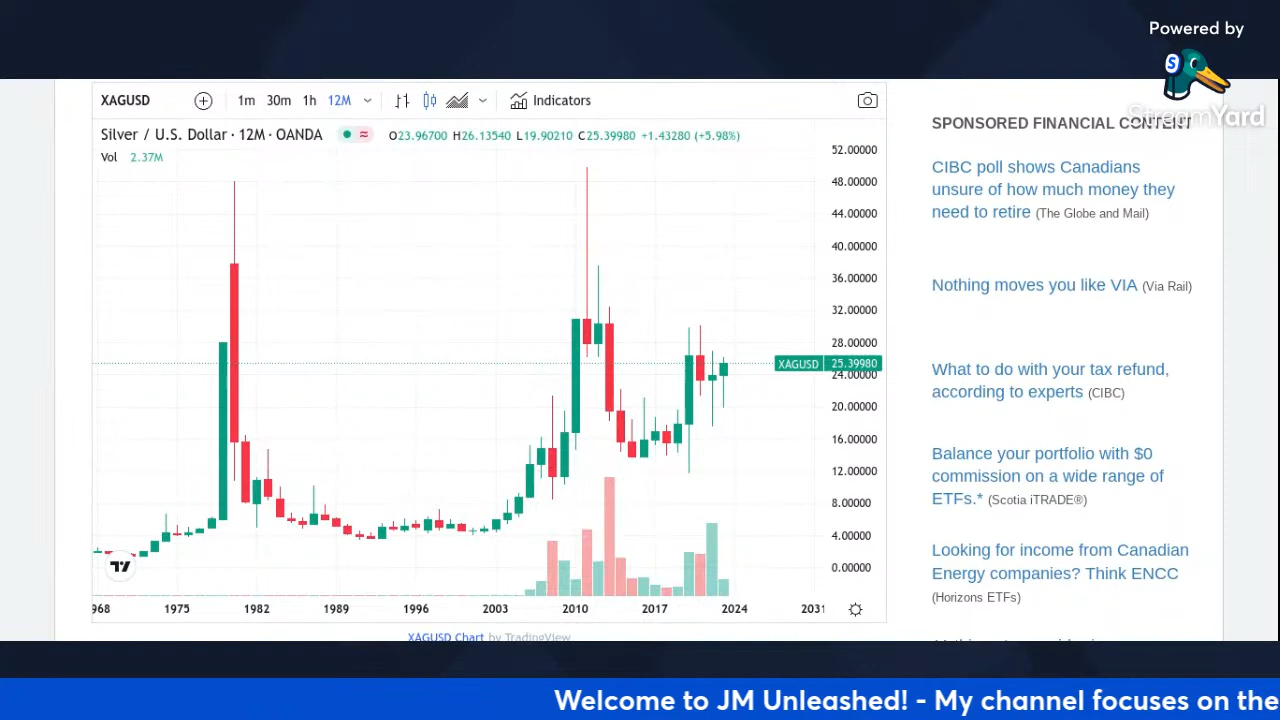 Powered by
S
StreamYard
XAGUSD
1m 30m 1h 12M
Indicators
Silver / U.S. Dollar · 12M · OANDA
≈
O23.96700 H26.13540 L19.90210 C25.39980 +1.43280 (+5.98%)
Vol 2.37M
52.00000
48.00000
44.00000
40.00000
36.00000
32.00000
28.00000
XAGUSD 25.39980
24.00000
20.00000
16.00000
12.00000
8.00000
4.00000
0.00000
968 1975 1982 1989 1996 2003 2010 2017 2024 2031
XAGUSD Chart by TradingView
SPONSORED FINANCIAL CONTENT
CIBC poll shows Canadians
unsure of how much money they
need to retire (The Globe and Mail)
Nothing moves you like VIA (Via Rail)
What to do with your tax refund,
according to experts (CIBC)
Balance your portfolio with $0
commission on a wide range of
ETFs.* (Scotia iTRADE®)
Looking for income from Canadian
Energy companies? Think ENCC
(Horizons ETFs)
Welcome to JM Unleashed! - My channel focuses on the